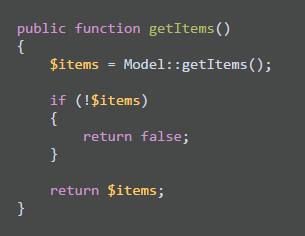 public function getItems()
{
    $items = Model::getItems();

    if (!$items)
    {
        return false;
    }

    return $items;
}